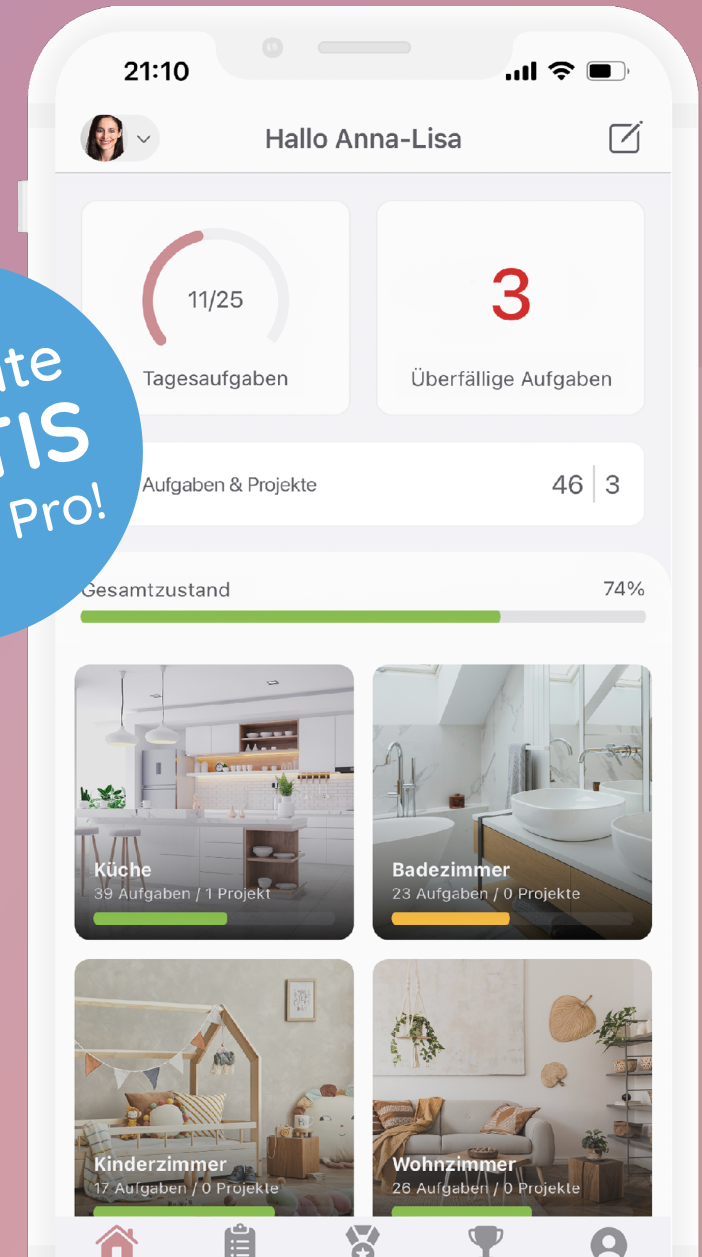 21:10
Hallo Anna-Lisa
11/25
Tagesaufgaben
3
Überfällige Aufgaben
Pro!
Aufgaben & Projekte 46 | 3
Gesamtzustand 74%
Küche
39 Aufgaben / 1 Projekt
Badezimmer
23 Aufgaben / 0 Projekte
Kinderzimmer
17 Aufgaben / 0 Projekte
Wohnzimmer
26 Aufgaben / 0 Projekte